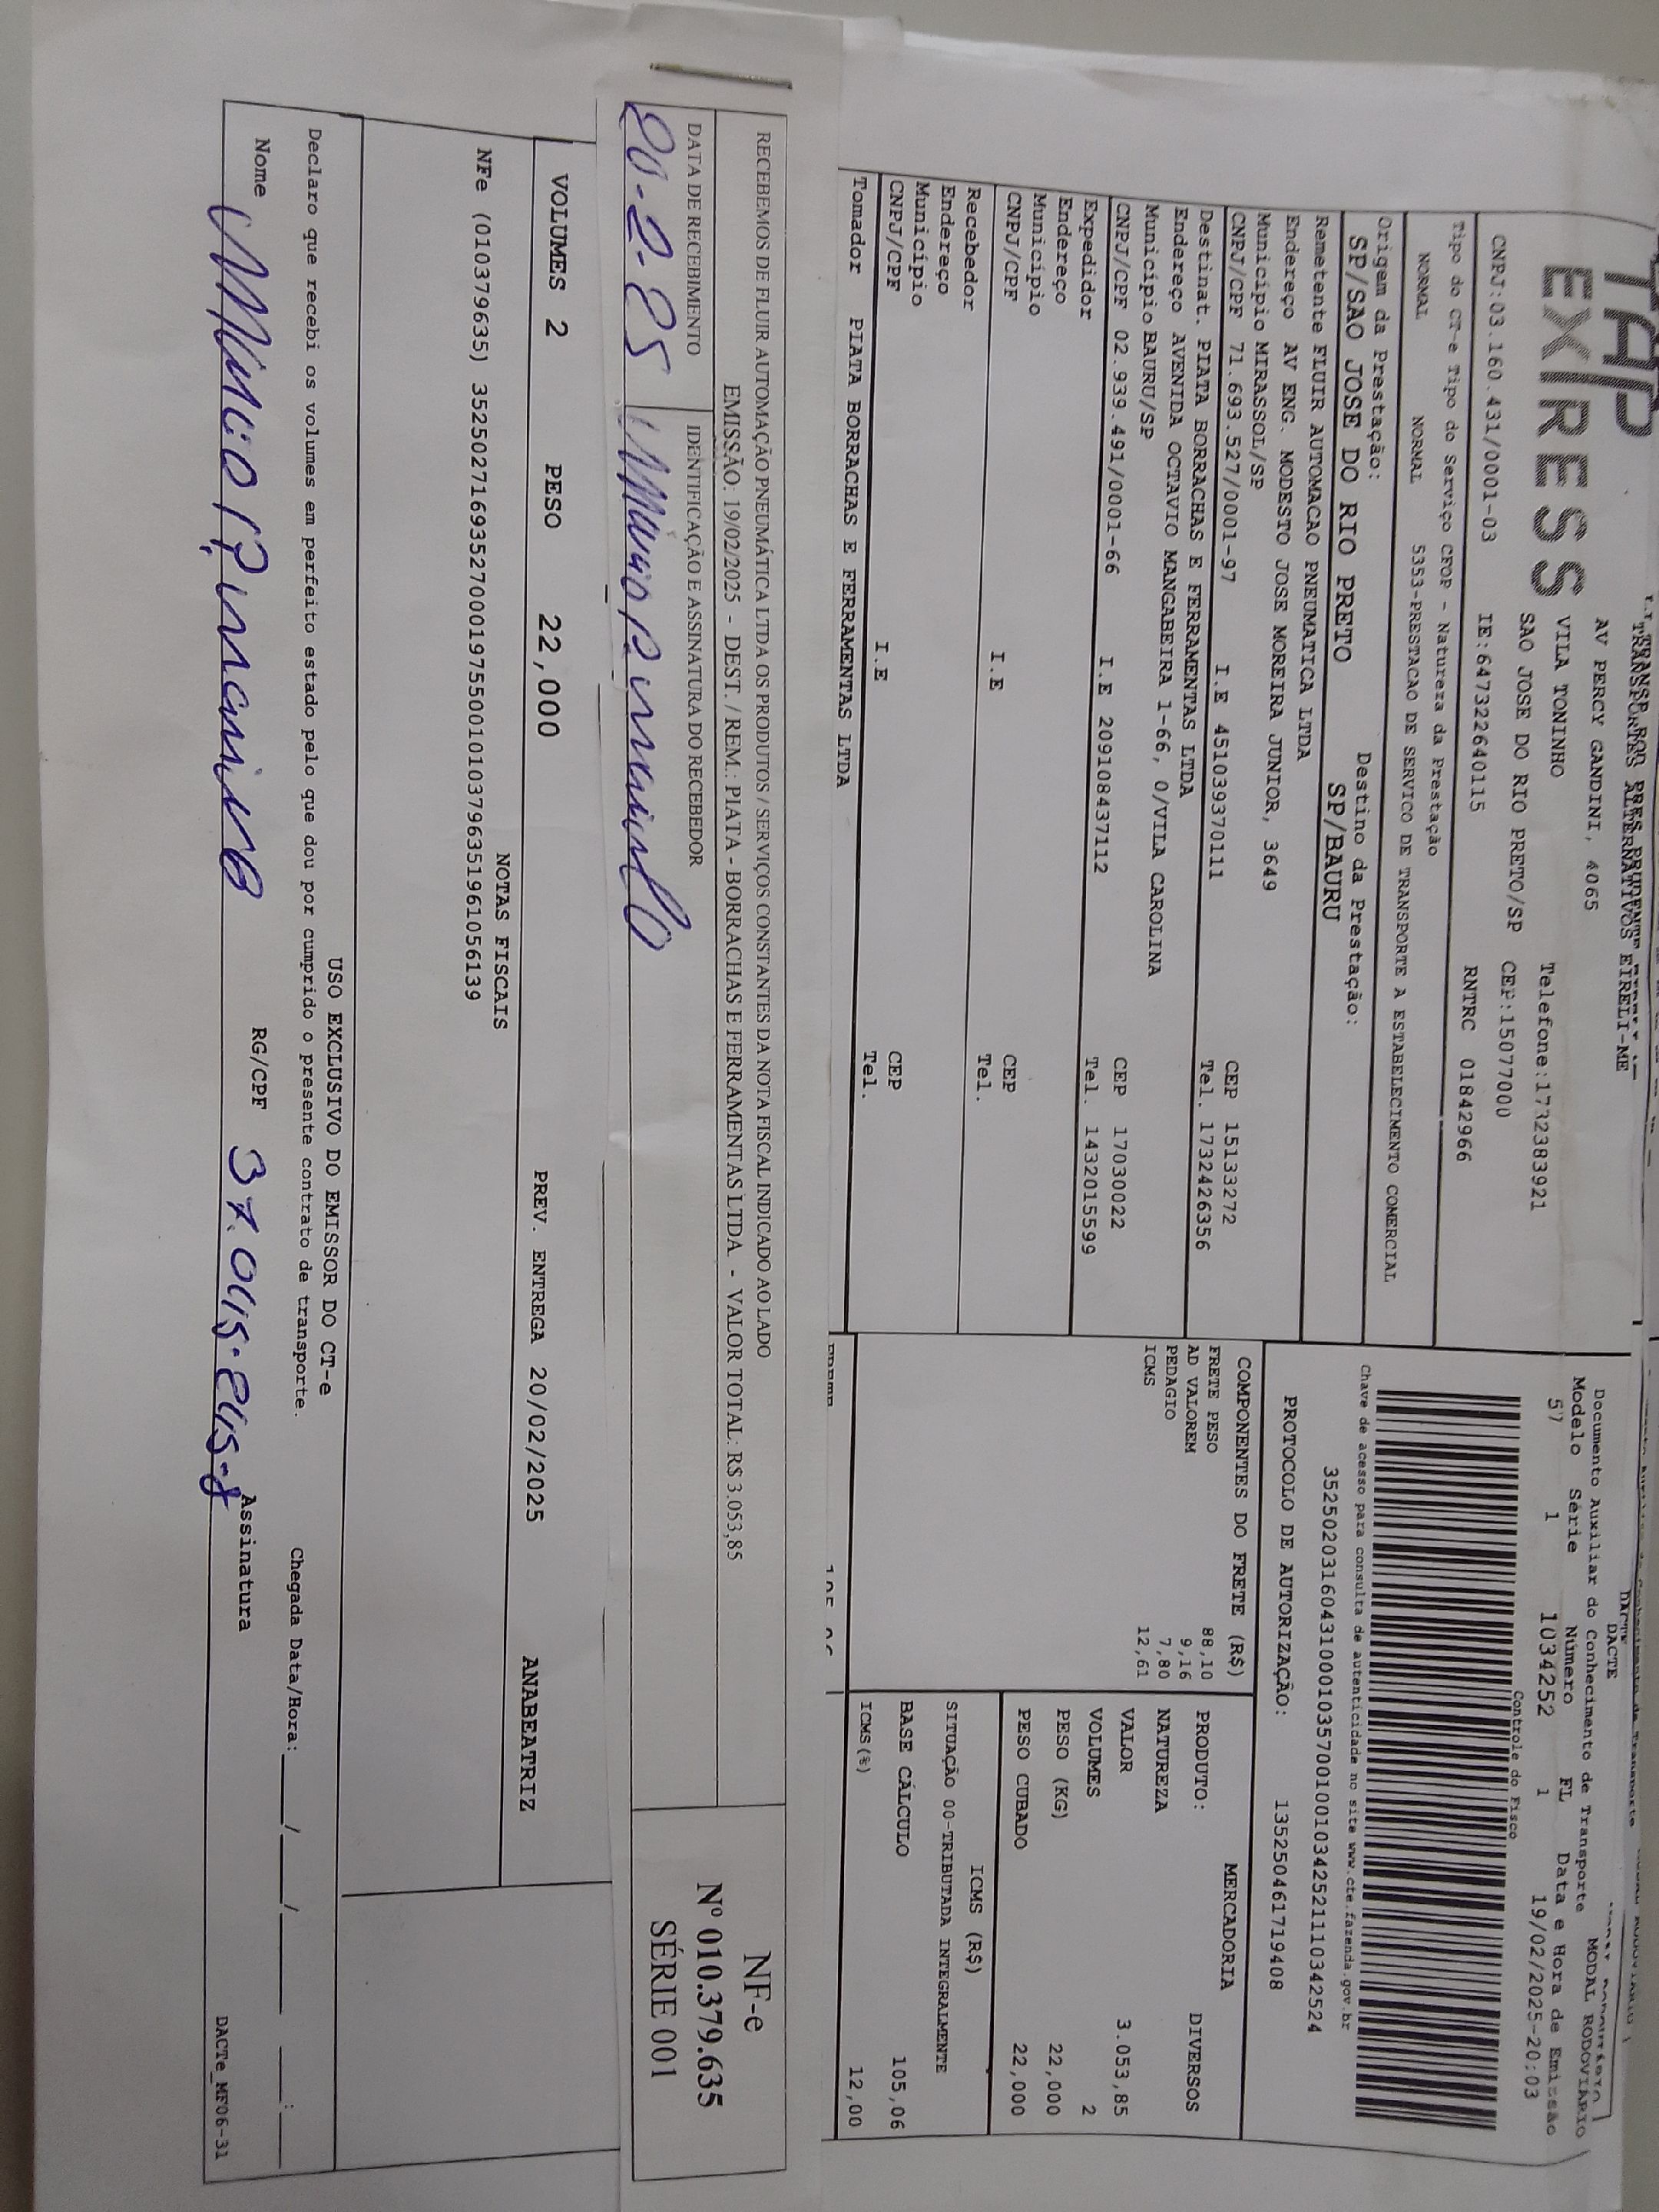 TAP
EXPRESS
TRANSPORTES ALTERNATIVOS EIRELI-ME
AV PERCY GANDINI, 4065
VILA TONINHO Telefone:1732383921
SAO JOSE DO RIO PRETO/SP CEP:15077000
CNPJ:03.160.431/0001-03 IE:647322640115 RNTRC 01842966
Tipo do CT-e Tipo do Serviço CFOP - Natureza da Prestação
NORMAL NORMAL 5353-PRESTACAO DE SERVICO DE TRANSPORTE A ESTABELECIMENTO COMERCIAL
Origem da Prestação: Destino da Prestação:
SP/SAO JOSE DO RIO PRETO SP/BAURU
Remetente FLUIR AUTOMACAO PNEUMATICA LTDA
Endereço AV ENG. MODESTO JOSE MOREIRA JUNIOR, 3649
Município MIRASSOL/SP CEP 15133272
CNPJ/CPF 71.693.527/0001-97 I.E 451039370111 Tel. 1732426356
Destinat. PIATA BORRACHAS E FERRAMENTAS LTDA
Endereço AVENIDA OCTAVIO MANGABEIRA 1-66, 0/VILA CAROLINA
Município BAURU/SP CEP 17030022
CNPJ/CPF 02.939.491/0001-66 I.E 209108437112 Tel. 1432015599
Expedidor
Endereço
Município CEP
CNPJ/CPF I.E Tel.
Recebedor
Endereço
Município CEP
CNPJ/CPF I.E Tel.
Tomador PIATA BORRACHAS E FERRAMENTAS LTDA
DACTE
Documento Auxiliar do Conhecimento de Transporte MODAL RODOVIÁRIO
Modelo Série Número FL Data e Hora de Emissão
57 1 1034252 1 19/02/2025-20:03
Controle do Fisco
Chave de acesso para consulta de autenticidade no site www.cte.fazenda.gov.br
35250203160431000103570010010342521110342524
PROTOCOLO DE AUTORIZAÇÃO: 135250461719408
COMPONENTES DO FRETE (R$)
FRETE PESO 88,10
AD VALOREM 9,16
PEDAGIO 7,80
ICMS 12,61
MERCADORIA
PRODUTO: DIVERSOS
NATUREZA
VALOR 3.053,85
VOLUMES 2
PESO (KG) 22,000
PESO CUBADO 22,000
ICMS (R$)
SITUAÇÃO 00-TRIBUTADA INTEGRALMENTE
BASE CÁLCULO 105,06
ICMS(%) 12,00
RECEBEMOS DE FLUIR AUTOMAÇÃO PNEUMÁTICA LTDA OS PRODUTOS / SERVIÇOS CONSTANTES DA NOTA FISCAL INDICADO AO LADO
EMISSÃO: 19/02/2025 - DEST. / REM.: PIATA - BORRACHAS E FERRAMENTAS LTDA. - VALOR TOTAL: R$ 3.053,85
DATA DE RECEBIMENTO IDENTIFICAÇÃO E ASSINATURA DO RECEBEDOR
20-2-25
NF-e
Nº 010.379.635
SÉRIE 001
VOLUMES 2 PESO 22,000 PREV. ENTREGA 20/02/2025 ANABEATRIZ
NOTAS FISCAIS
NFe (010379635) 35250271693527000197550010103796351961056139
USO EXCLUSIVO DO EMISSOR DO CT-e
Declaro que recebi os volumes em perfeito estado pelo que dou por cumprido o presente contrato de transporte. Chegada Data/Hora: ___/___/___ ___:___
Nome RG/CPF Assinatura
DACTe_MF06-31